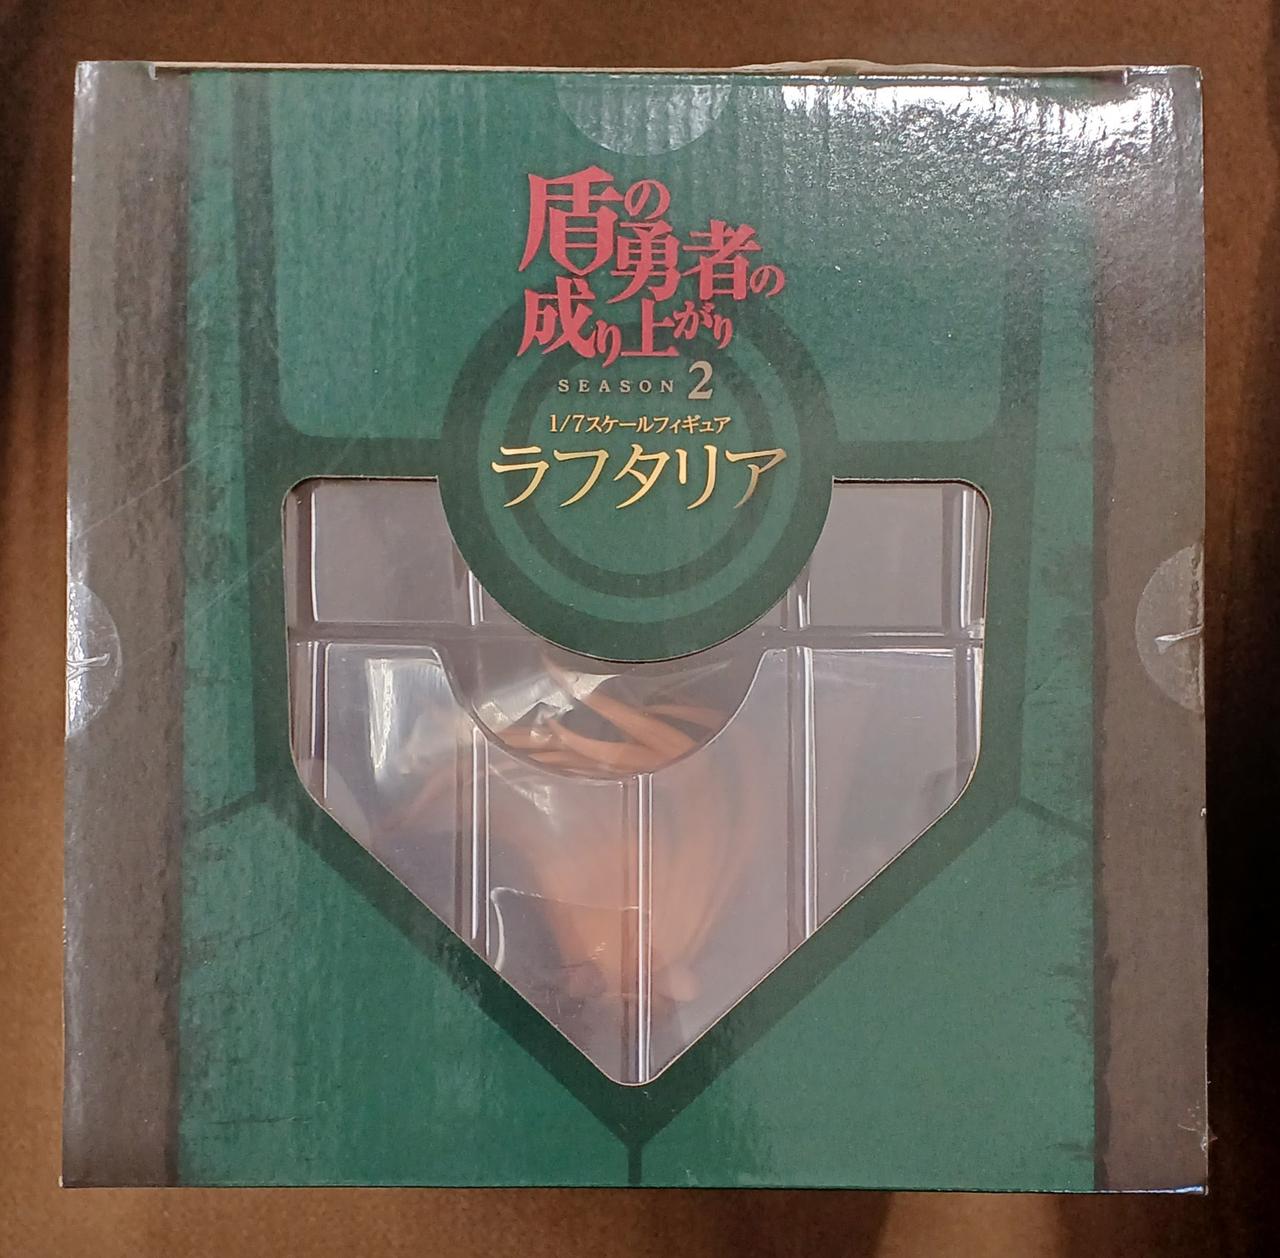 盾の勇者の
成り上がり
SEASON 2
1/7スケールフィギュア
ラフタリア